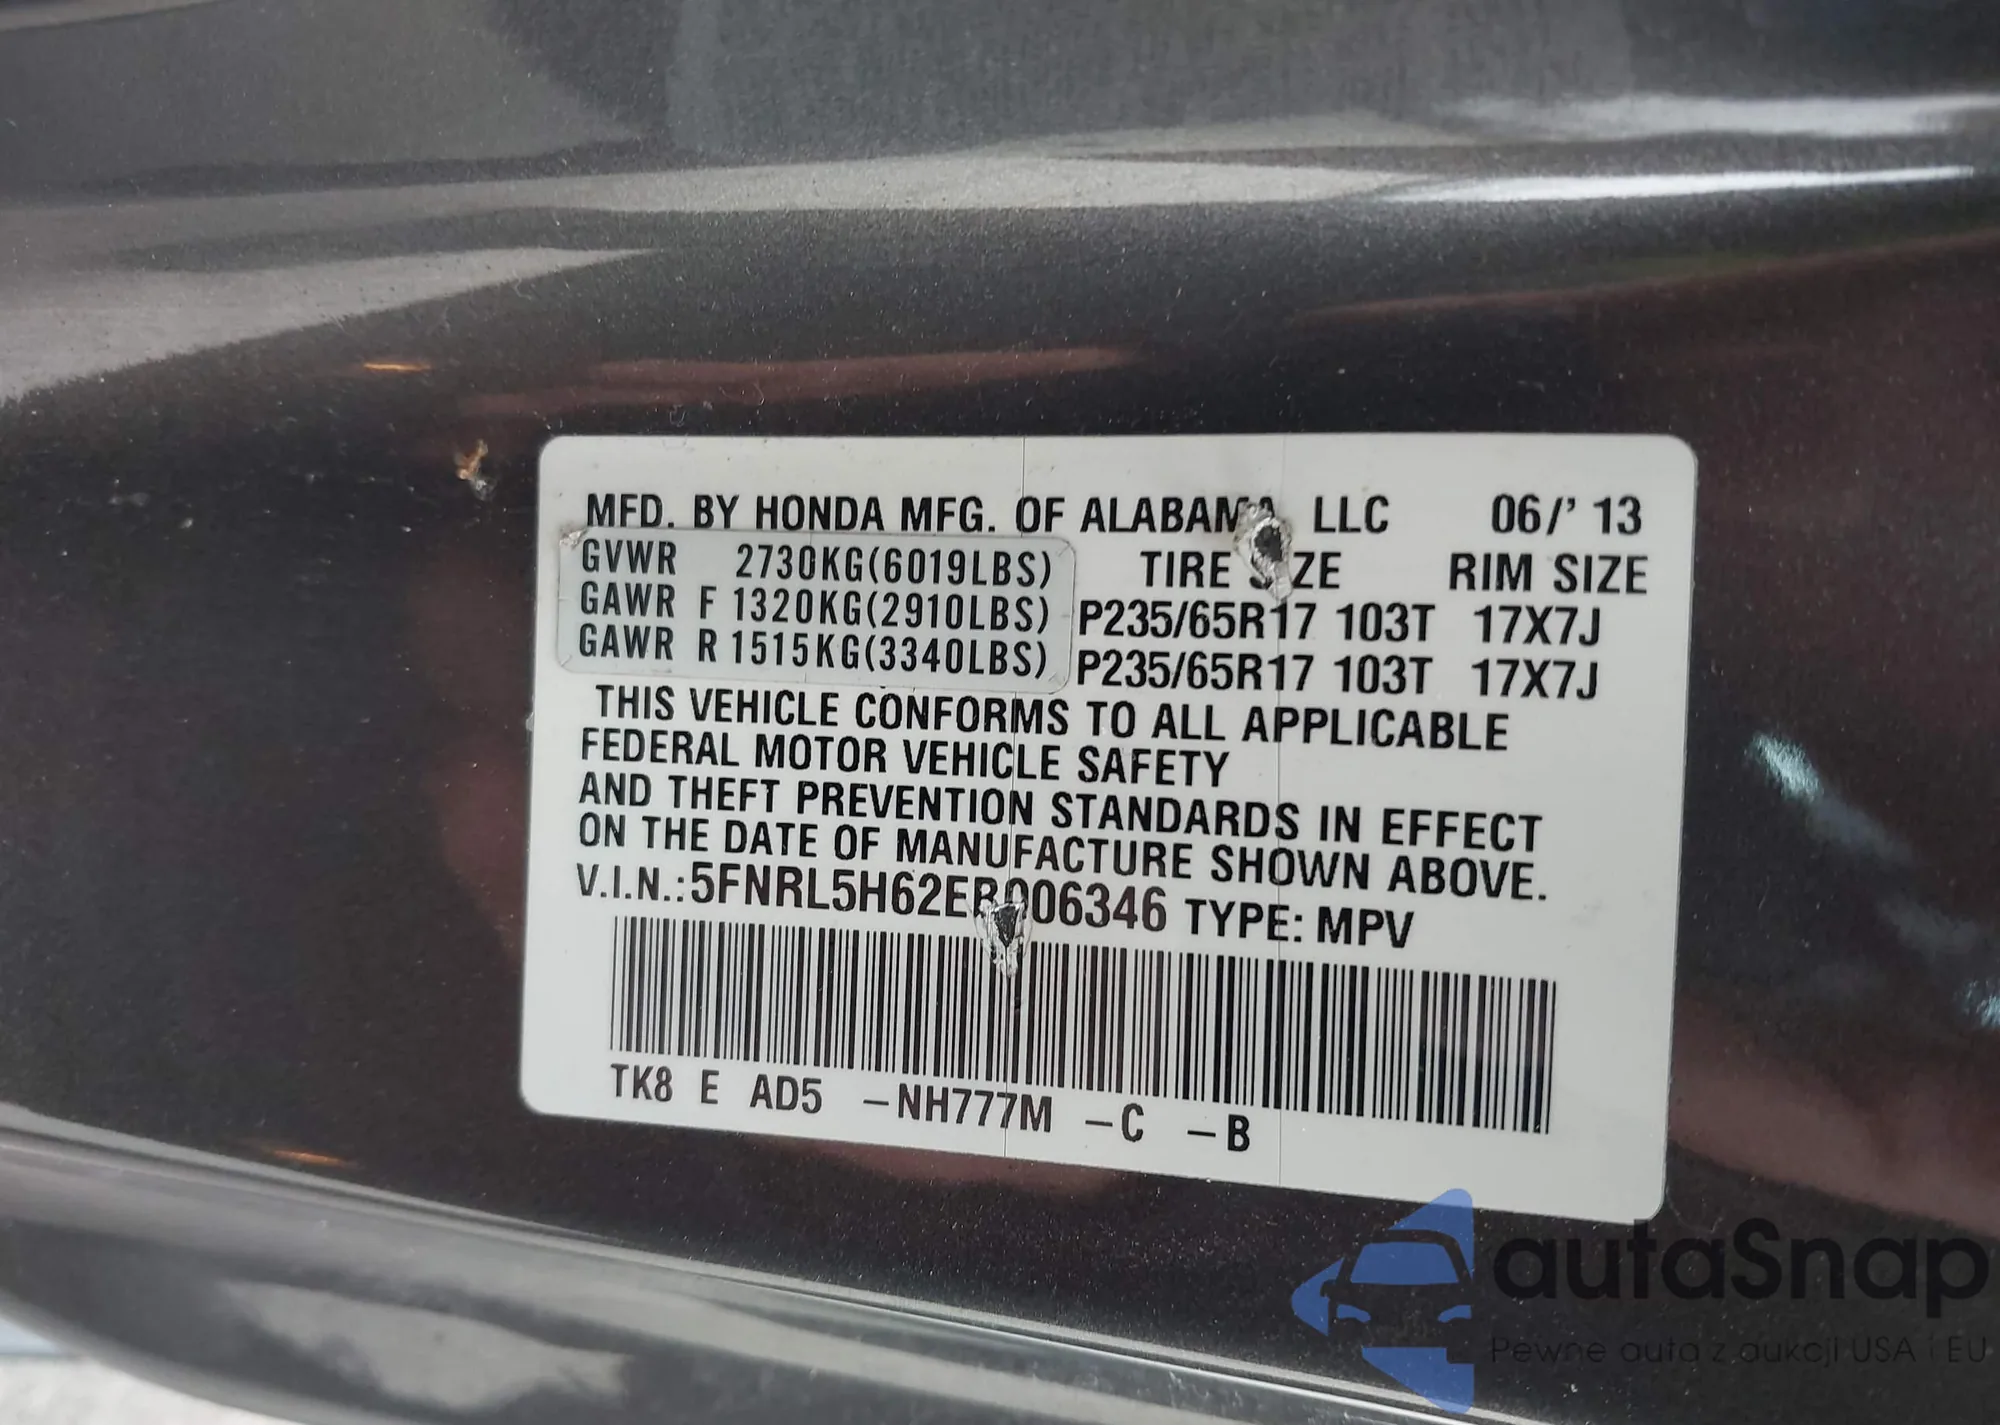 MFD. BY HONDA MFG. OF ALABAMA, LLC 06/' 13
GVWR 2730KG(6019LBS) TIRE SIZE RIM SIZE
GAWR F 1320KG(2910LBS) P235/65R17 103T 17X7J
GAWR R 1515KG(3340LBS) P235/65R17 103T 17X7J
THIS VEHICLE CONFORMS TO ALL APPLICABLE
FEDERAL MOTOR VEHICLE SAFETY
AND THEFT PREVENTION STANDARDS IN EFFECT
ON THE DATE OF MANUFACTURE SHOWN ABOVE.
V.I.N.:5FNRL5H62EB006346 TYPE: MPV
TK8 E AD5 -NH777M -C -B
autaSnap
Pewne auta z aukcji USA i EU